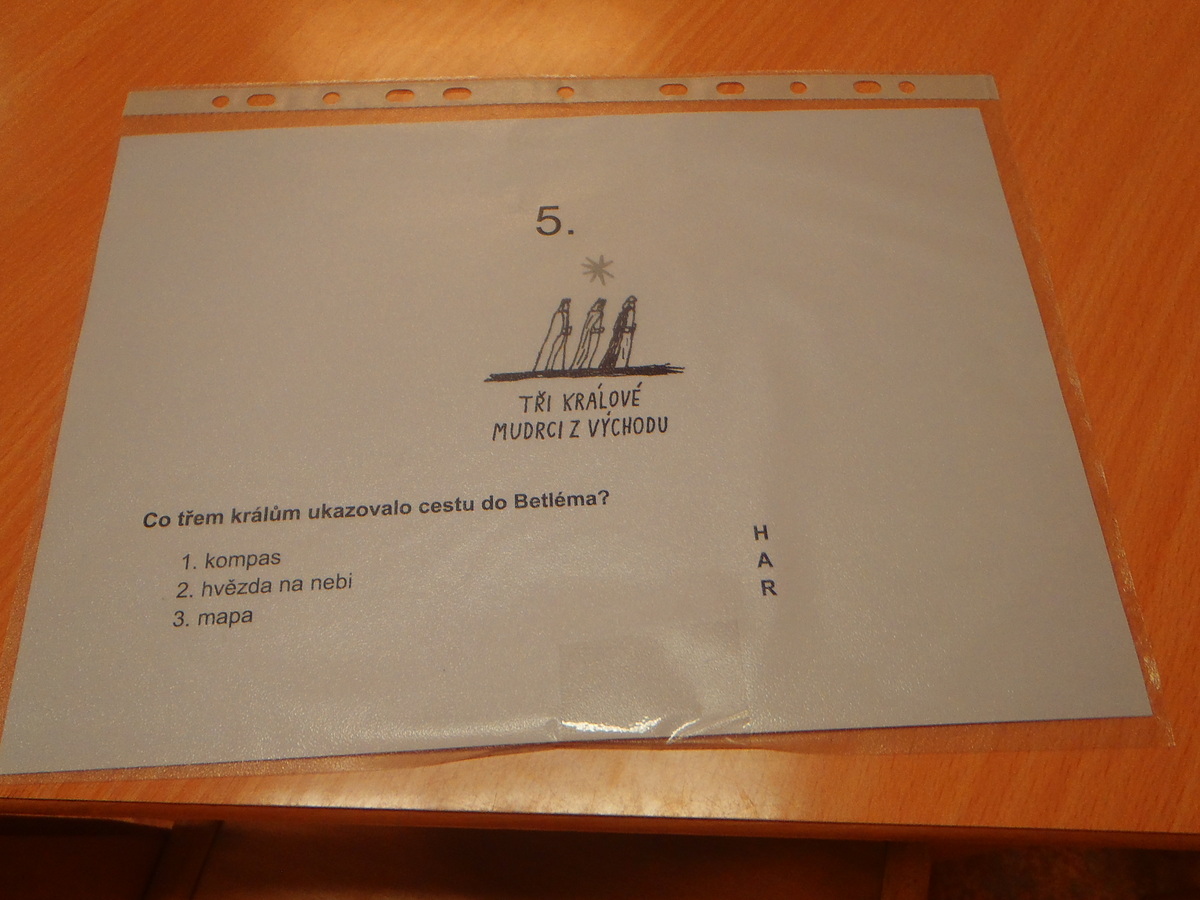 5.
TŘI KRÁLOVÉ
MUDRCI Z VÝCHODU
Co třem králům ukazovalo cestu do Betléma?
1. kompas H
2. hvězda na nebi A
3. mapa R